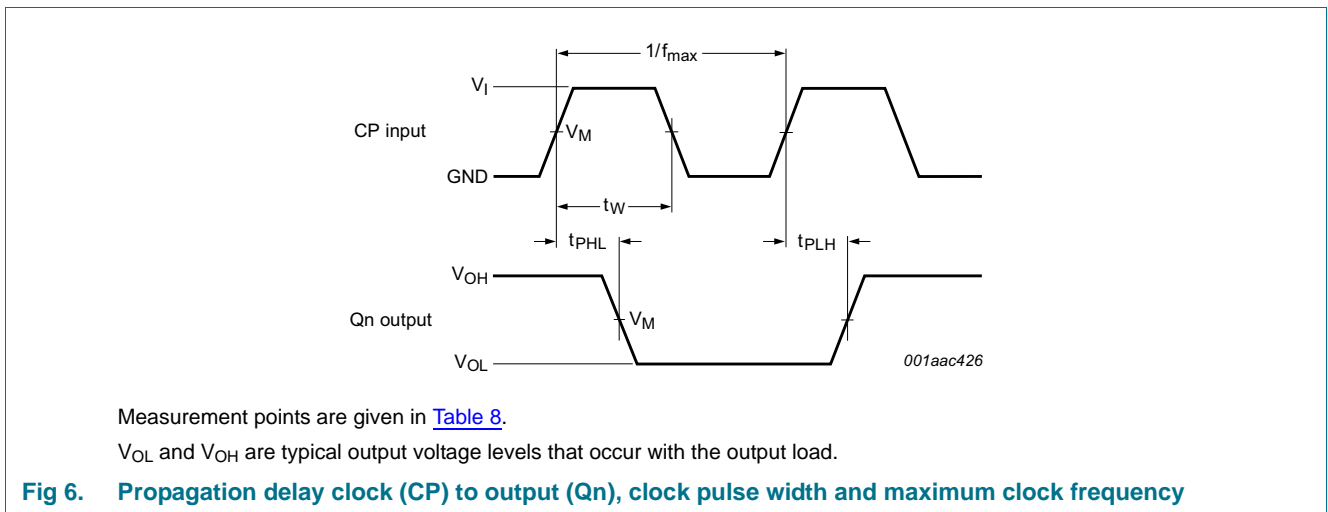 1/fmax
VI
CP input
VM
GND
tW
tPHL
tPLH
VOH
Qn output
VM
VOL
001aac426
Measurement points are given in Table 8.
VOL and VOH are typical output voltage levels that occur with the output load.
Fig 6. Propagation delay clock (CP) to output (Qn), clock pulse width and maximum clock frequency